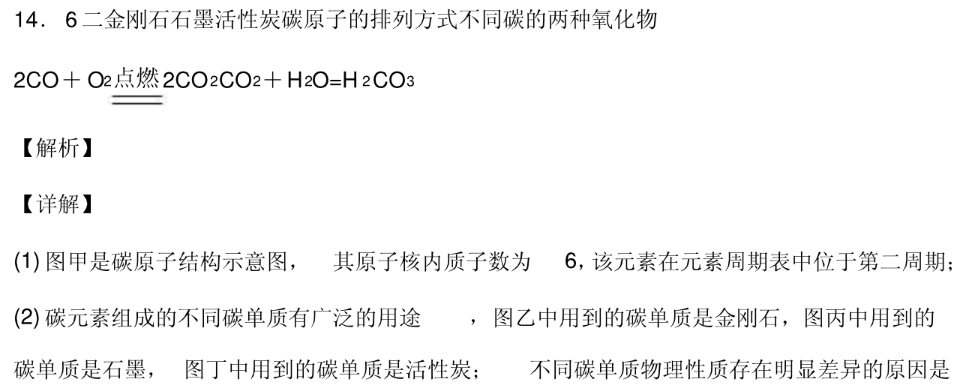 14． 6二金刚石石墨活性炭碳原子的排列方式不同碳的两种氧化物
2CO＋O2点燃2CO2CO2＋H2O=H2CO3
【解析】
【详解】
(1)图甲是碳原子结构示意图， 其原子核内质子数为 6，该元素在元素周期表中位于第二周期；
(2)碳元素组成的不同碳单质有广泛的用途 ，图乙中用到的碳单质是金刚石，图丙中用到的
碳单质是石墨， 图丁中用到的碳单质是活性炭； 不同碳单质物理性质存在明显差异的原因是